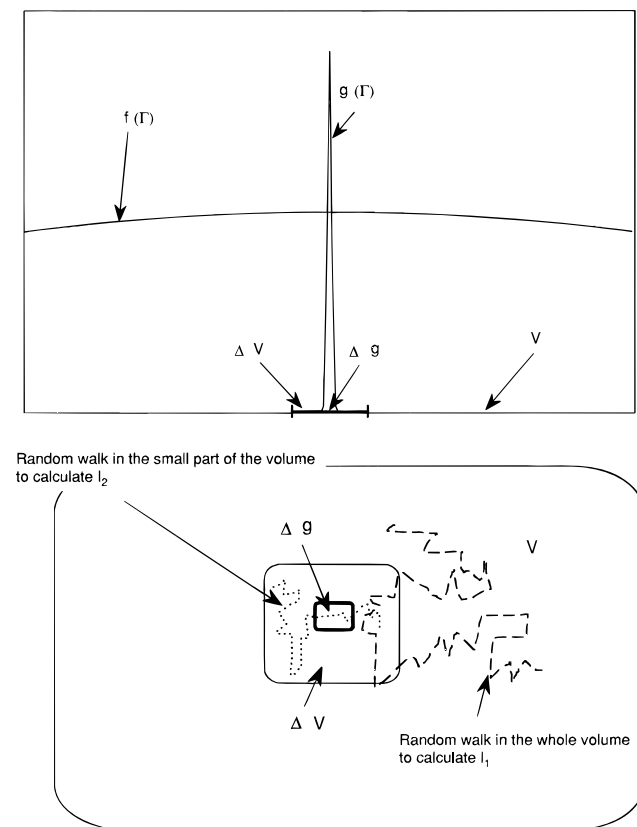 g (Γ)
f (Γ)
Δ V
Δ g
V
Random walk in the small part of the volume
to calculate I2
Δ g
V
Δ V
Random walk in the whole volume
to calculate I1